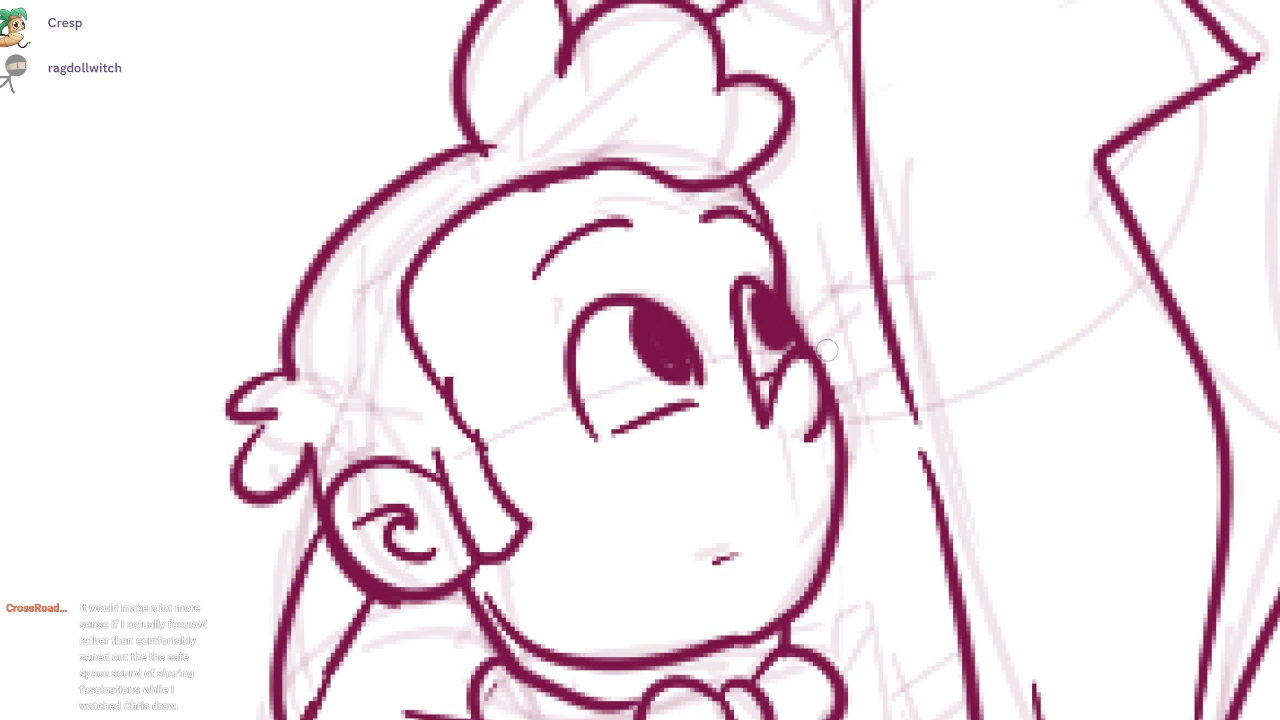 Cresp
ragdollwitch
CrossRoad... It would make a lot more
sense if I actually focused
rather than comfortably
zoned out the the safe
space sound of sharing
fascinations while I
watched Chris draw.